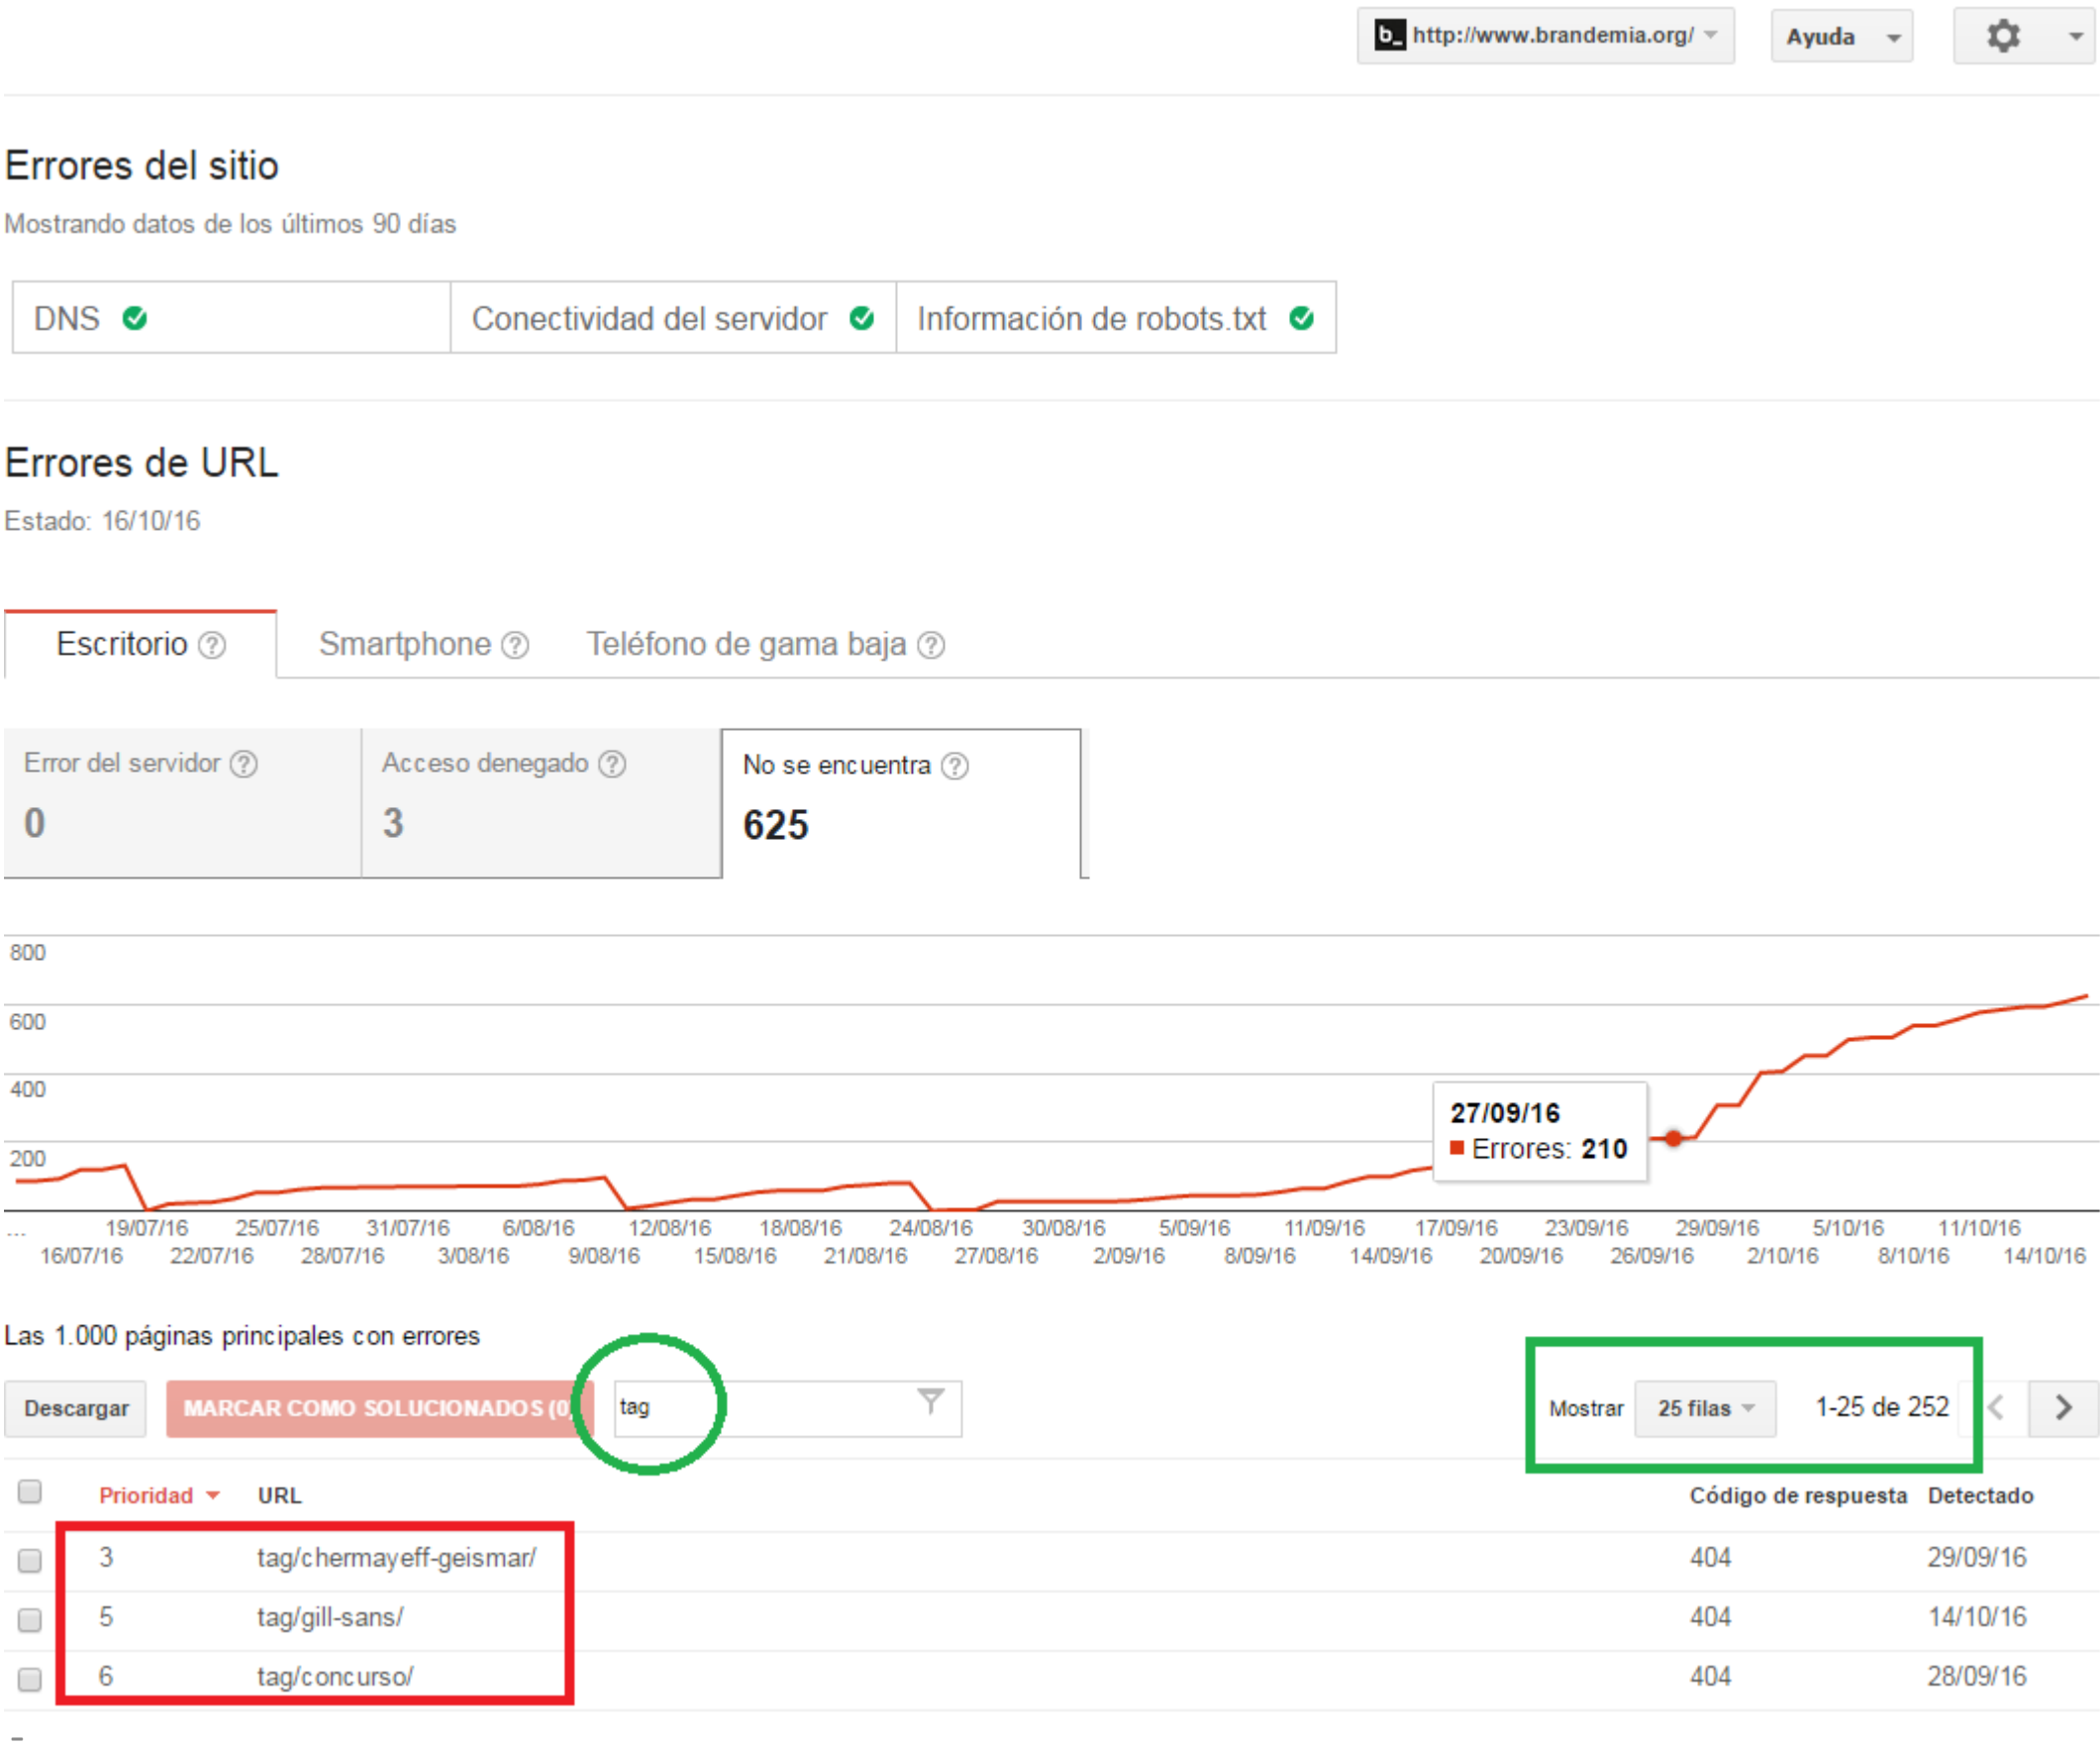 b_ http://www.brandemia.org/ Ayuda
Errores del sitio
Mostrando datos de los últimos 90 días
DNS Conectividad del servidor Información de robots.txt
Errores de URL
Estado: 16/10/16
Escritorio ? Smartphone ? Teléfono de gama baja ?
Error del servidor ? Acceso denegado ? No se encuentra ?
0 3 625
800
600
400
200
27/09/16
Errores: 210
... 19/07/16 25/07/16 31/07/16 6/08/16 12/08/16 18/08/16 24/08/16 30/08/16 5/09/16 11/09/16 17/09/16 23/09/16 29/09/16 5/10/16 11/10/16
16/07/16 22/07/16 28/07/16 3/08/16 9/08/16 15/08/16 21/08/16 27/08/16 2/09/16 8/09/16 14/09/16 20/09/16 26/09/16 2/10/16 8/10/16 14/10/16
Las 1.000 páginas principales con errores
Descargar MARCAR COMO SOLUCIONADOS (0 tag Mostrar 25 filas 1-25 de 252
Prioridad URL Código de respuesta Detectado
3 tag/chermayeff-geismar/ 404 29/09/16
5 tag/gill-sans/ 404 14/10/16
6 tag/concurso/ 404 28/09/16